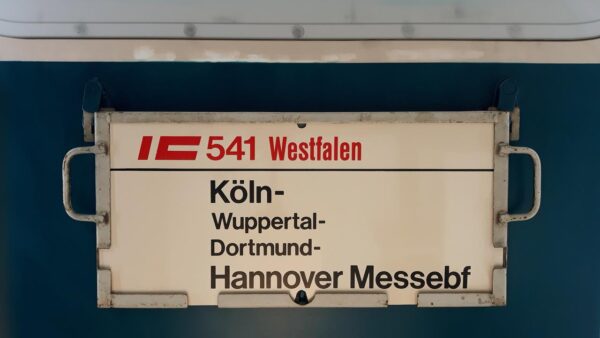 IC 541 Westfalen
Köln-
Wuppertal-
Dortmund-
Hannover Messebf